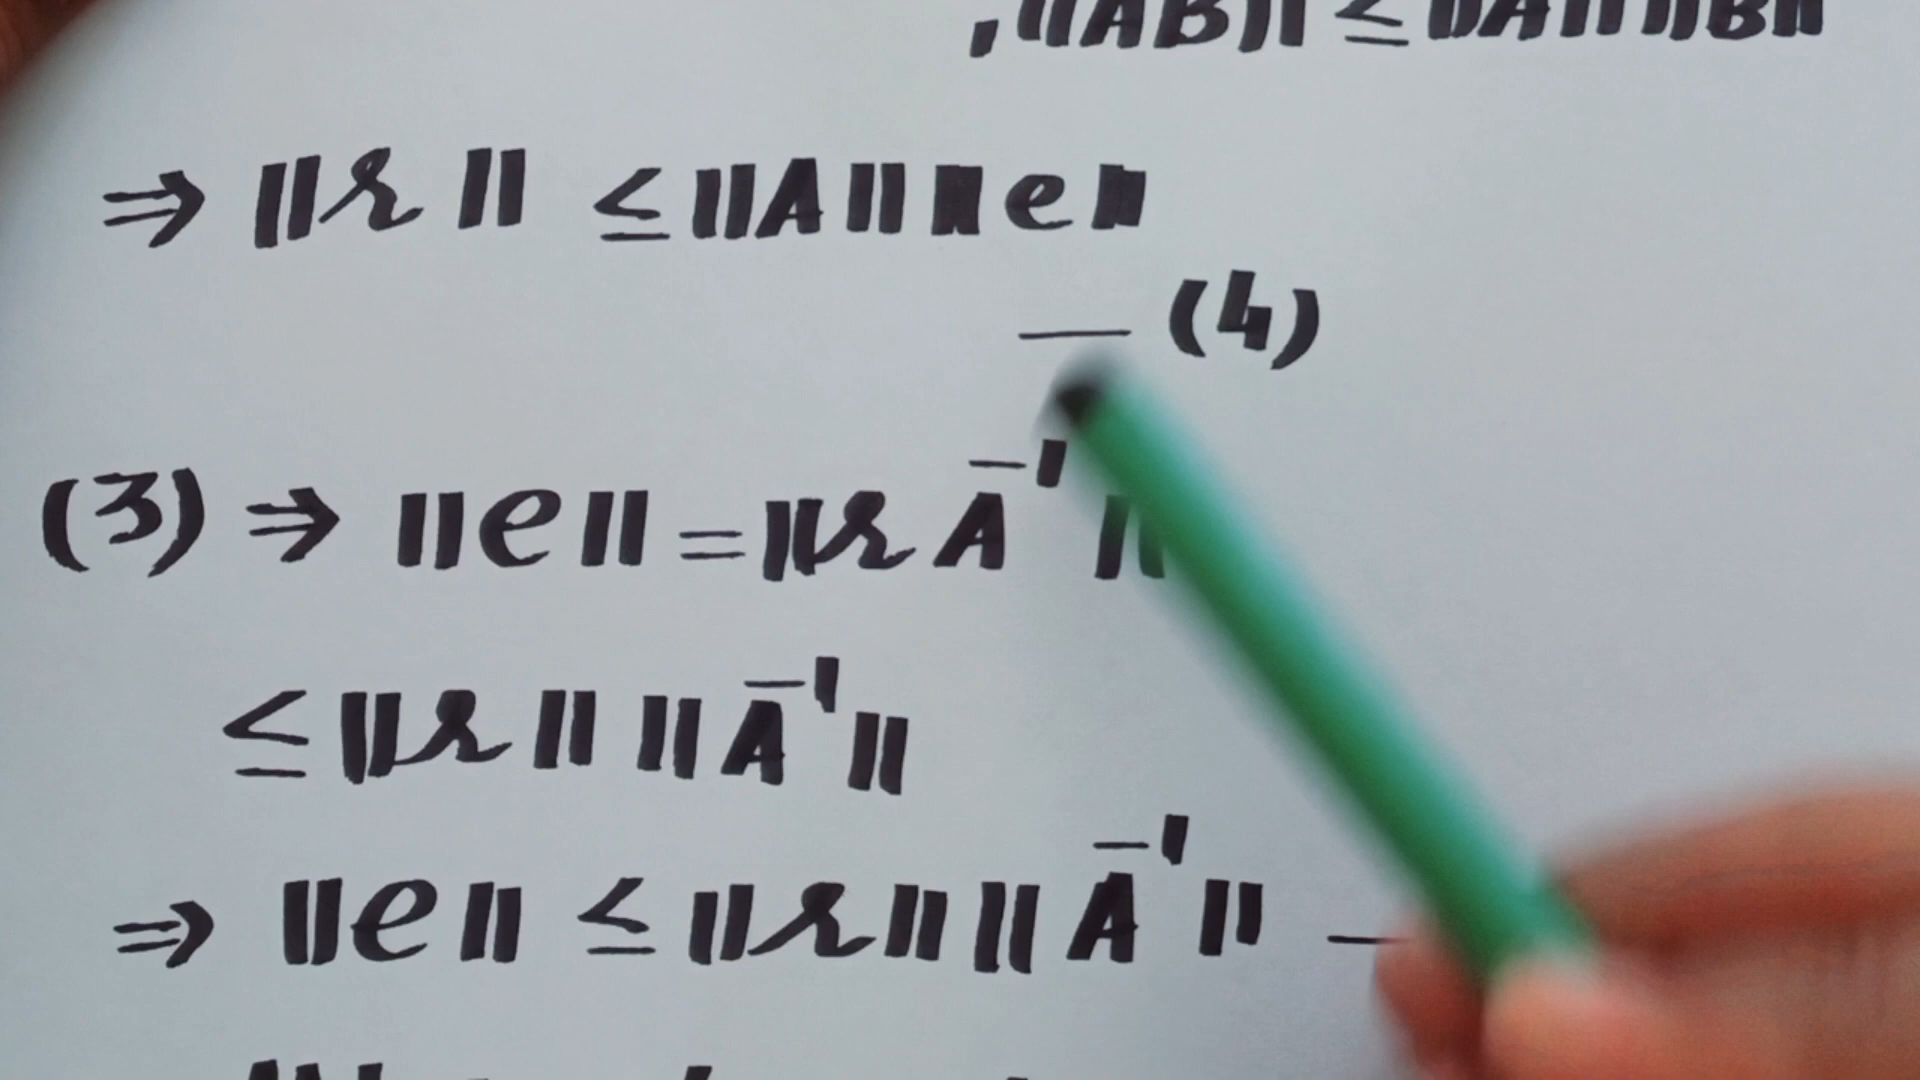 , ||AB|| ≤ ||A|| ||B||
⇒ ||r|| ≤ ||A|| ||e||
— (4)
(3) ⇒ ||e|| = ||r A⁻¹||
≤ ||r|| ||A⁻¹||
⇒ ||e|| ≤ ||r|| ||A⁻¹|| —